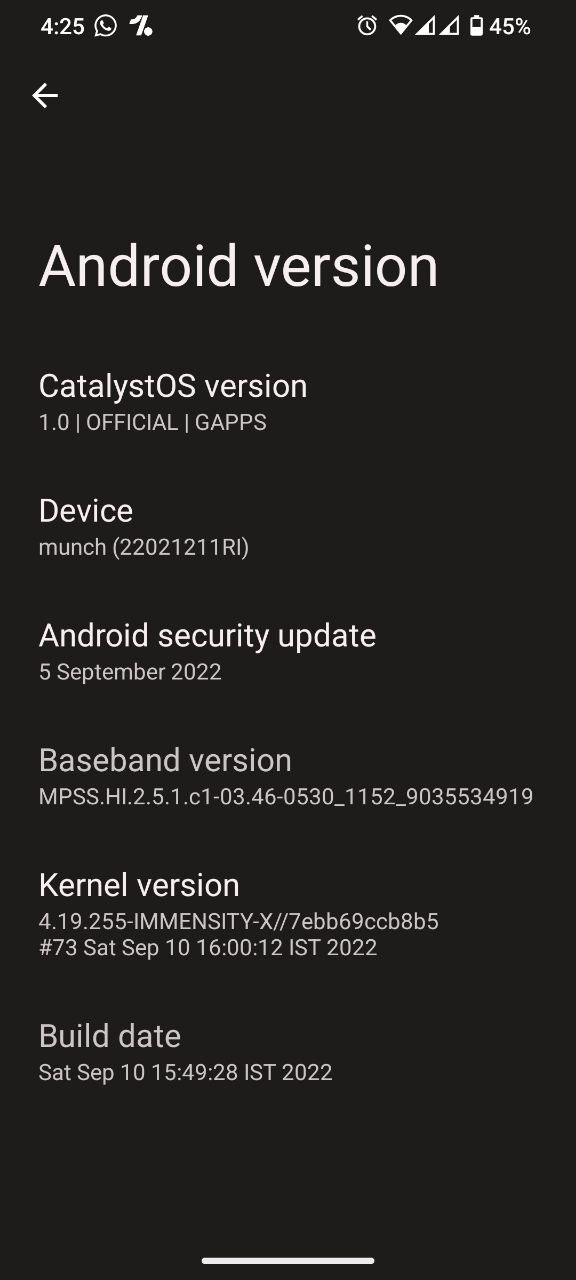 4:25 45%
Android version
CatalystOS version
1.0 | OFFICIAL | GAPPS
Device
munch (22021211RI)
Android security update
5 September 2022
Baseband version
MPSS.HI.2.5.1.c1-03.46-0530_1152_9035534919
Kernel version
4.19.255-IMMENSITY-X//7ebb69ccb8b5
#73 Sat Sep 10 16:00:12 IST 2022
Build date
Sat Sep 10 15:49:28 IST 2022